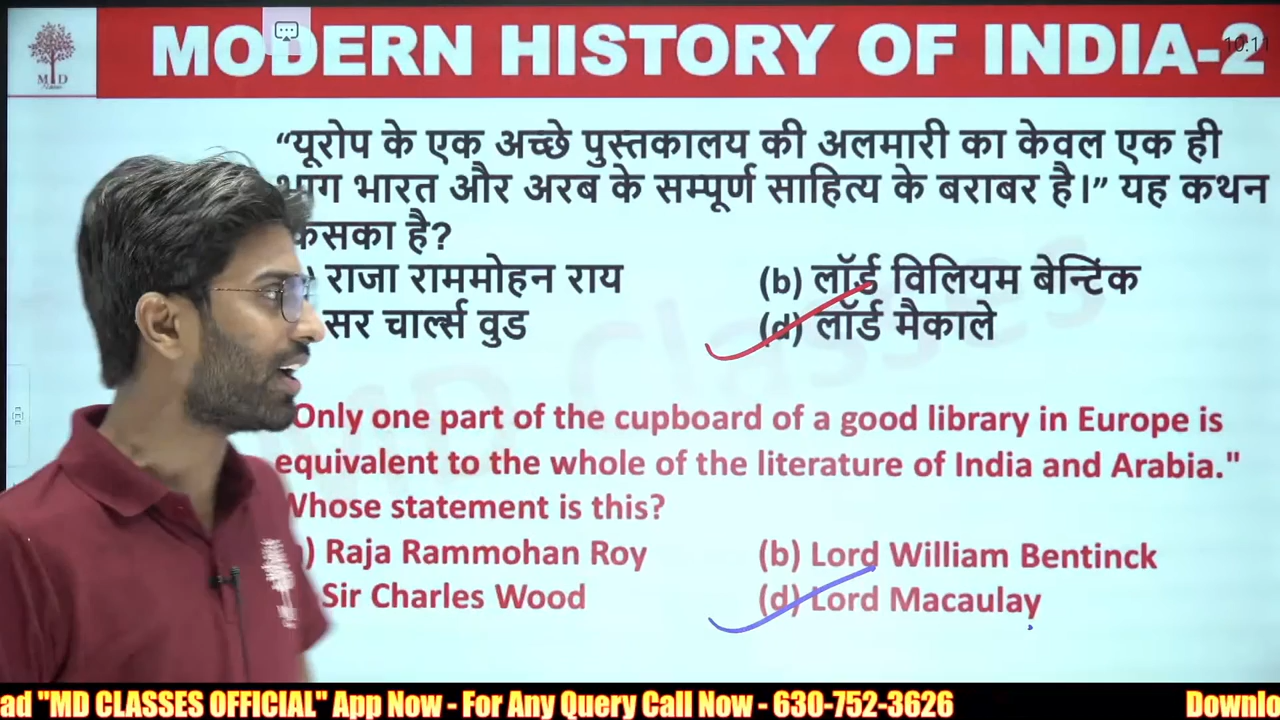 MODERN HISTORY OF INDIA-2
10:11
MD
“यूरोप के एक अच्छे पुस्तकालय की अलमारी का केवल एक ही
भारत और अरब के सम्पूर्ण साहित्य के बराबर है।” यह कथन
है?
राजा राममोहन राय
(b) लॉर्ड विलियम बेन्टिंक
सर चार्ल्स वुड
(d) लॉर्ड मैकाले
MD Classes
Only one part of the cupboard of a good library in Europe is
equivalent to the whole of the literature of India and Arabia."
Whose statement is this?
) Raja Rammohan Roy
(b) Lord William Bentinck
Sir Charles Wood
(d) Lord Macaulay
ad "MD CLASSES OFFICIAL" App Now - For Any Query Call Now - 630-752-3626
Downlo